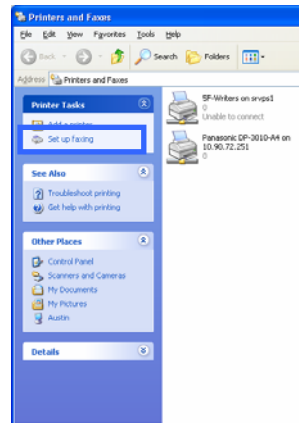 Printers and Faxes
File Edit View Favorites Tools Help
Back Search Folders
Address Printers and Faxes
Printer Tasks
Add a printer
Set up faxing
See Also
Troubleshoot printing
Get help with printing
Other Places
Control Panel
Scanners and Cameras
My Documents
My Pictures
Austin
Details
SF-Writers on srvps1
0
Unable to connect
Panasonic DP-3010-A4 on
10.90.72.251
0